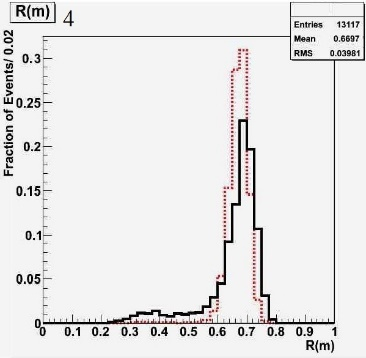 R(m) 4
Entries 13117
Mean 0.6697
RMS 0.03981
Fraction of Events/ 0.02
0.3
0.25
0.2
0.15
0.1
0.05
0
0 0.1 0.2 0.3 0.4 0.5 0.6 0.7 0.8 0.9 1
R(m)